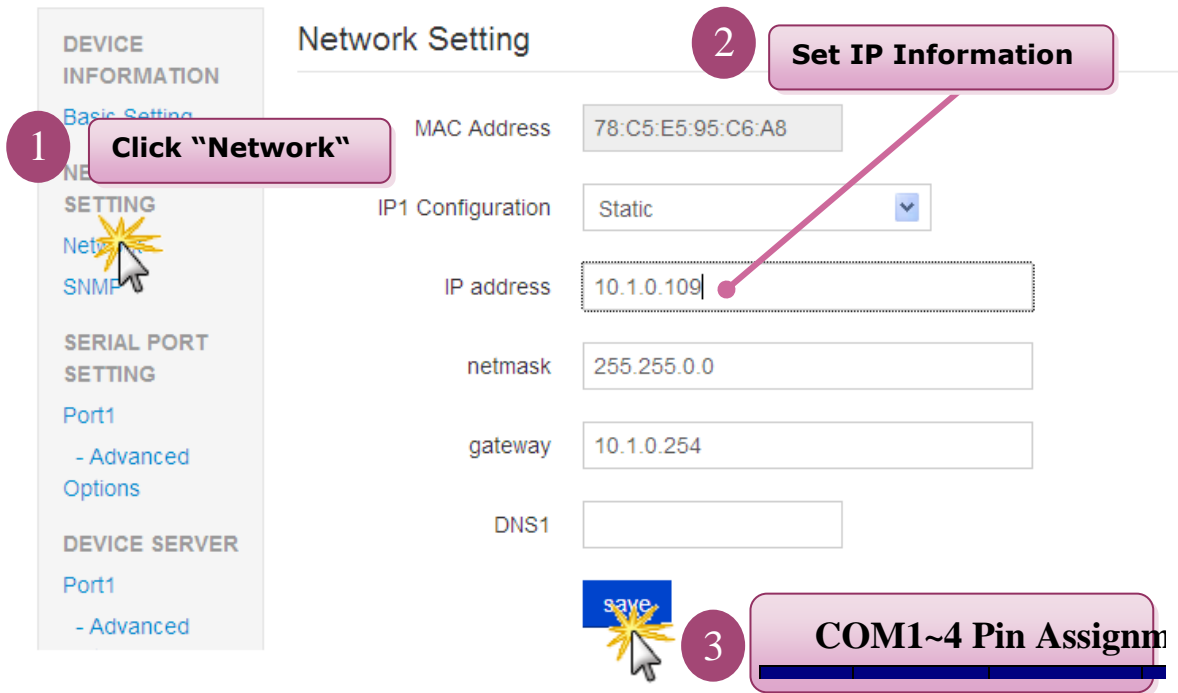 DEVICE
INFORMATION
Basic Setting
1
Click “Network“
SETTING
Network
SNMP
SERIAL PORT
SETTING
Port1
- Advanced
Options
DEVICE SERVER
Port1
- Advanced
Network Setting
2
Set IP Information
MAC Address 78:C5:E5:95:C6:A8
IP1 Configuration Static
IP address 10.1.0.109
netmask 255.255.0.0
gateway 10.1.0.254
DNS1
save
3
COM1~4 Pin